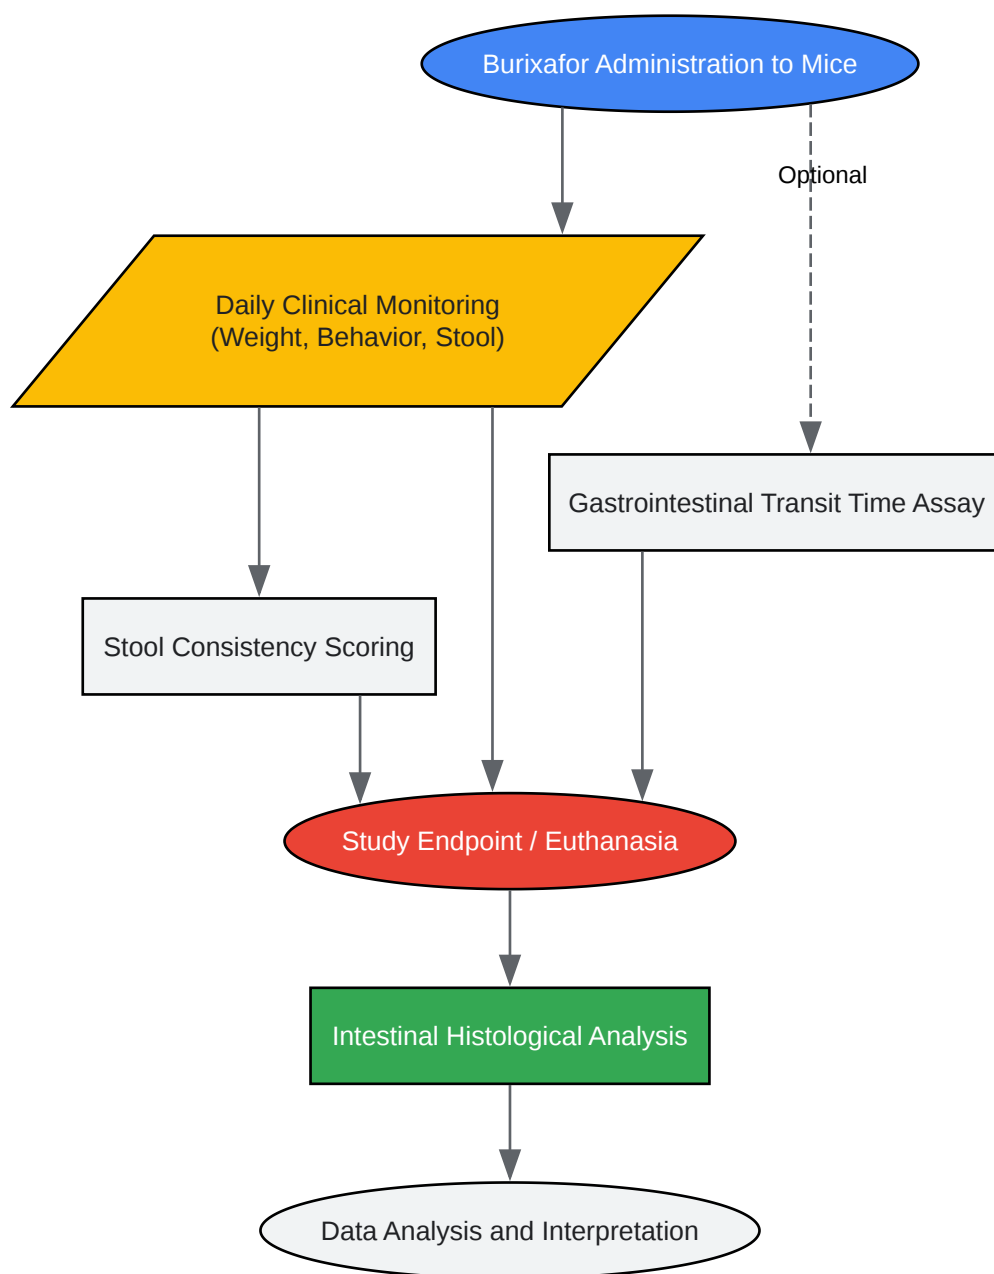 Burixafor Administration to Mice
Optional
Daily Clinical Monitoring
(Weight, Behavior, Stool)
Gastrointestinal Transit Time Assay
Stool Consistency Scoring
Study Endpoint / Euthanasia
Intestinal Histological Analysis
Data Analysis and Interpretation